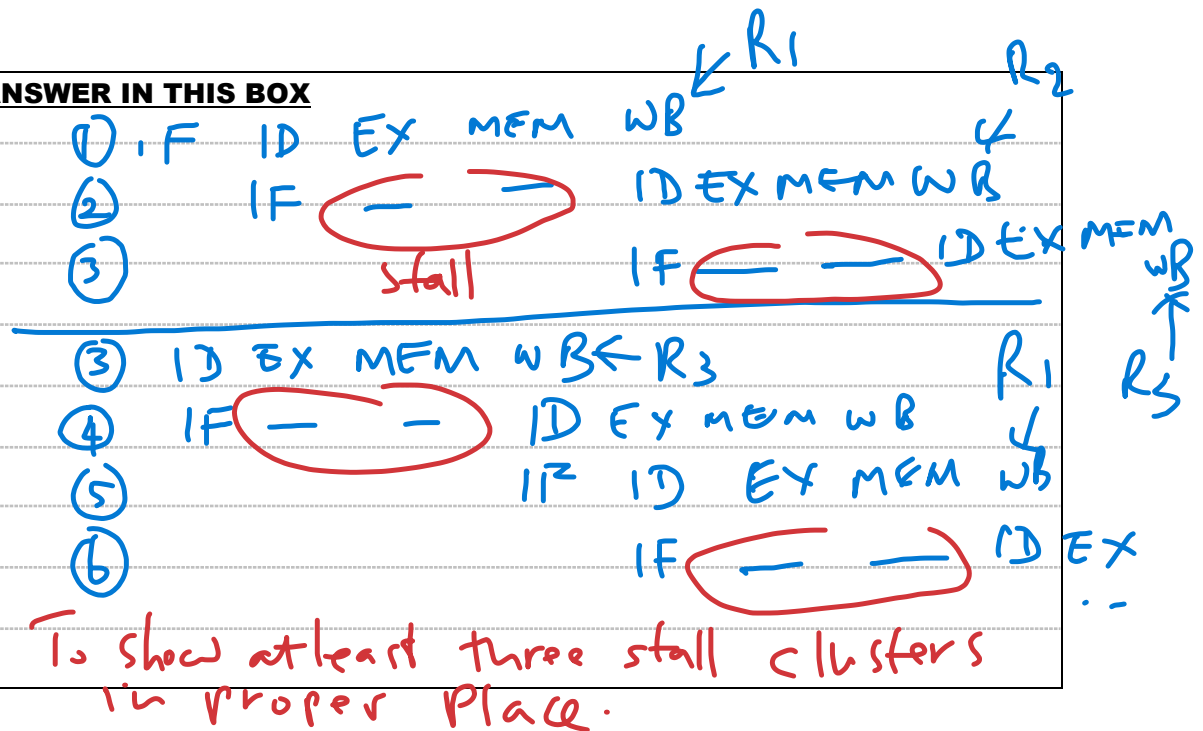 R1
R2
ANSWER IN THIS BOX
① IF ID EX MEM WB
② IF — — ID EX MEM WB
③ IF — — ID EX MEM WB
stall
③ ID EX MEM WB ← R3
R1
R3
④ IF — — ID EX MEM WB
⑤ IF ID EX MEM WB
⑥ IF — — ID EX
..
To show atleast three stall clusters
in proper place.